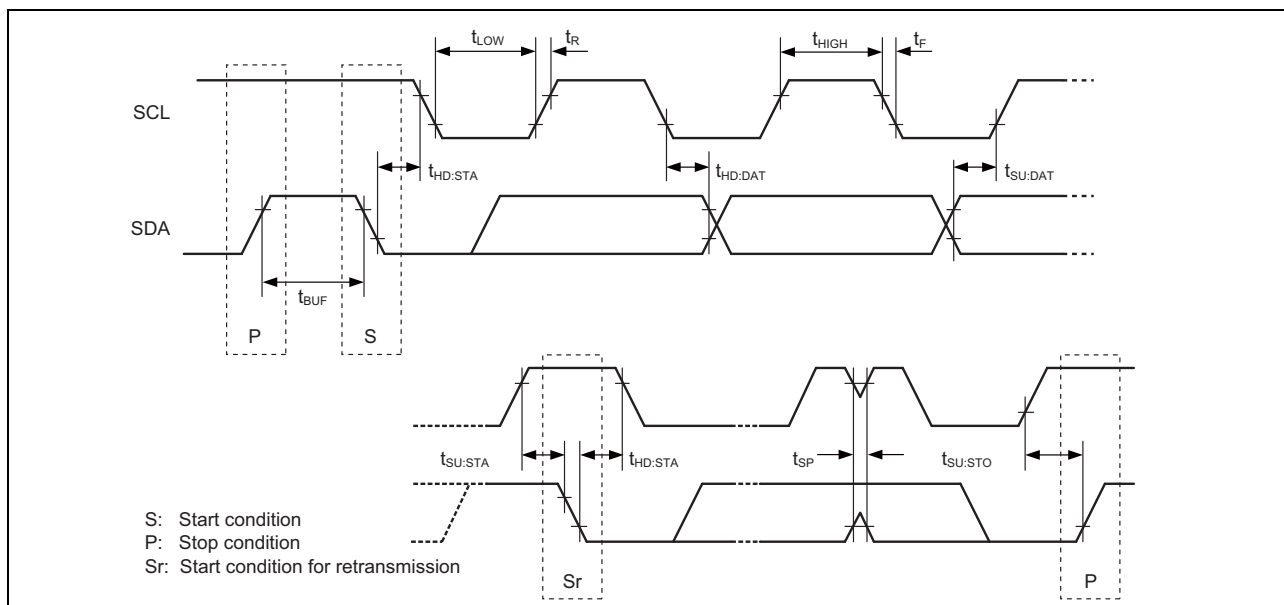 tLOW
tR
tHIGH
tF
SCL
tHD:STA
tHD:DAT
tSU:DAT
SDA
tBUF
P
S
tSU:STA
tHD:STA
tSP
tSU:STO
S: Start condition
P: Stop condition
Sr: Start condition for retransmission
Sr
P